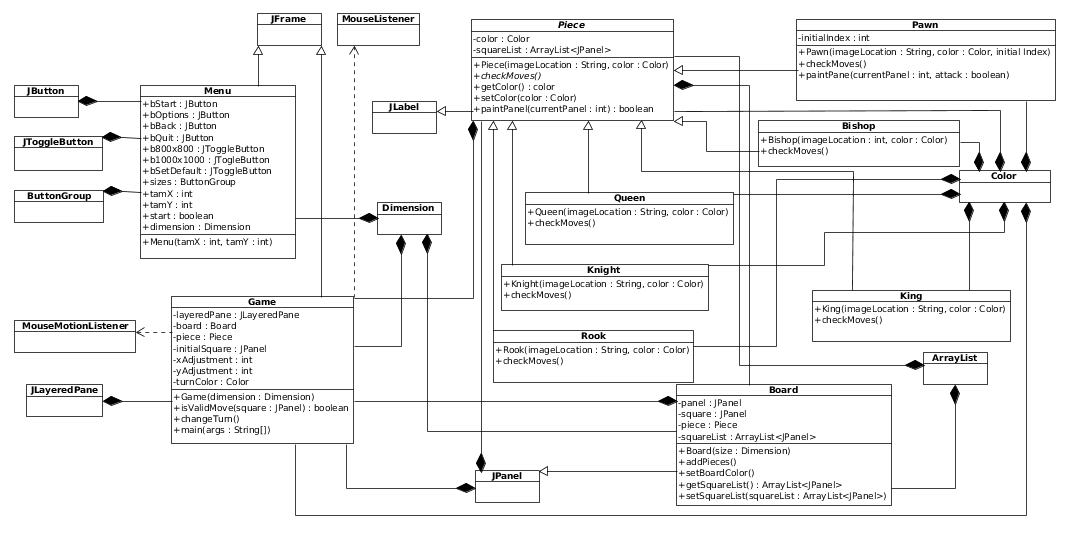 JFrame
MouseListener
Piece
-color : Color
-squareList : ArrayList<JPanel>
+Piece(imageLocation : String, color : Color)
+checkMoves()
+getColor() : color
+setColor(color : Color)
+paintPanel(currentPanel : int) : boolean
Pawn
-initialIndex : int
+Pawn(imageLocation : String, color : Color, initial Index)
+checkMoves()
+paintPane(currentPanel : int, attack : boolean)
JButton
JToggleButton
ButtonGroup
Menu
+bStart : JButton
+bOptions : JButton
+bBack : JButton
+bQuit : JButton
+b800x800 : JToggleButton
+b1000x1000 : JTogleButton
+bSetDefault : JToggleButton
+sizes : ButtonGroup
+tamX : int
+tamY : int
+start : boolean
+dimension : Dimension
+Menu(tamX : int, tamY : int)
JLabel
Bishop
+Bishop(imageLocation : int, color : Color)
+checkMoves()
Color
Queen
+Queen(imageLocation : String, color : Color)
+checkMoves()
Dimension
Knight
+Knight(imageLocation : String, color : Color)
+checkMoves()
King
+King(imageLocation : String, color : Color)
+checkMoves()
Game
-layeredPane : JLayeredPane
-board : Board
-piece : Piece
-initialSquare : JPanel
-xAdjustment : int
-yAdjustment : int
-turnColor : Color
+Game(dimension : Dimension)
+isValidMove(square : JPanel) : boolean
+changeTurn()
+main(args : String[])
MouseMotionListener
JLayeredPane
Rook
+Rook(imageLocation : String, color : Color)
+checkMoves()
ArrayList
Board
-panel : JPanel
-square : JPanel
-piece : Piece
-squareList : ArrayList<JPanel>
+Board(size : Dimension)
+addPieces()
+setBoardColor()
+getSquareList() : ArrayList<JPanel>
+setSquareList(squareList : ArrayList<JPanel>)
JPanel